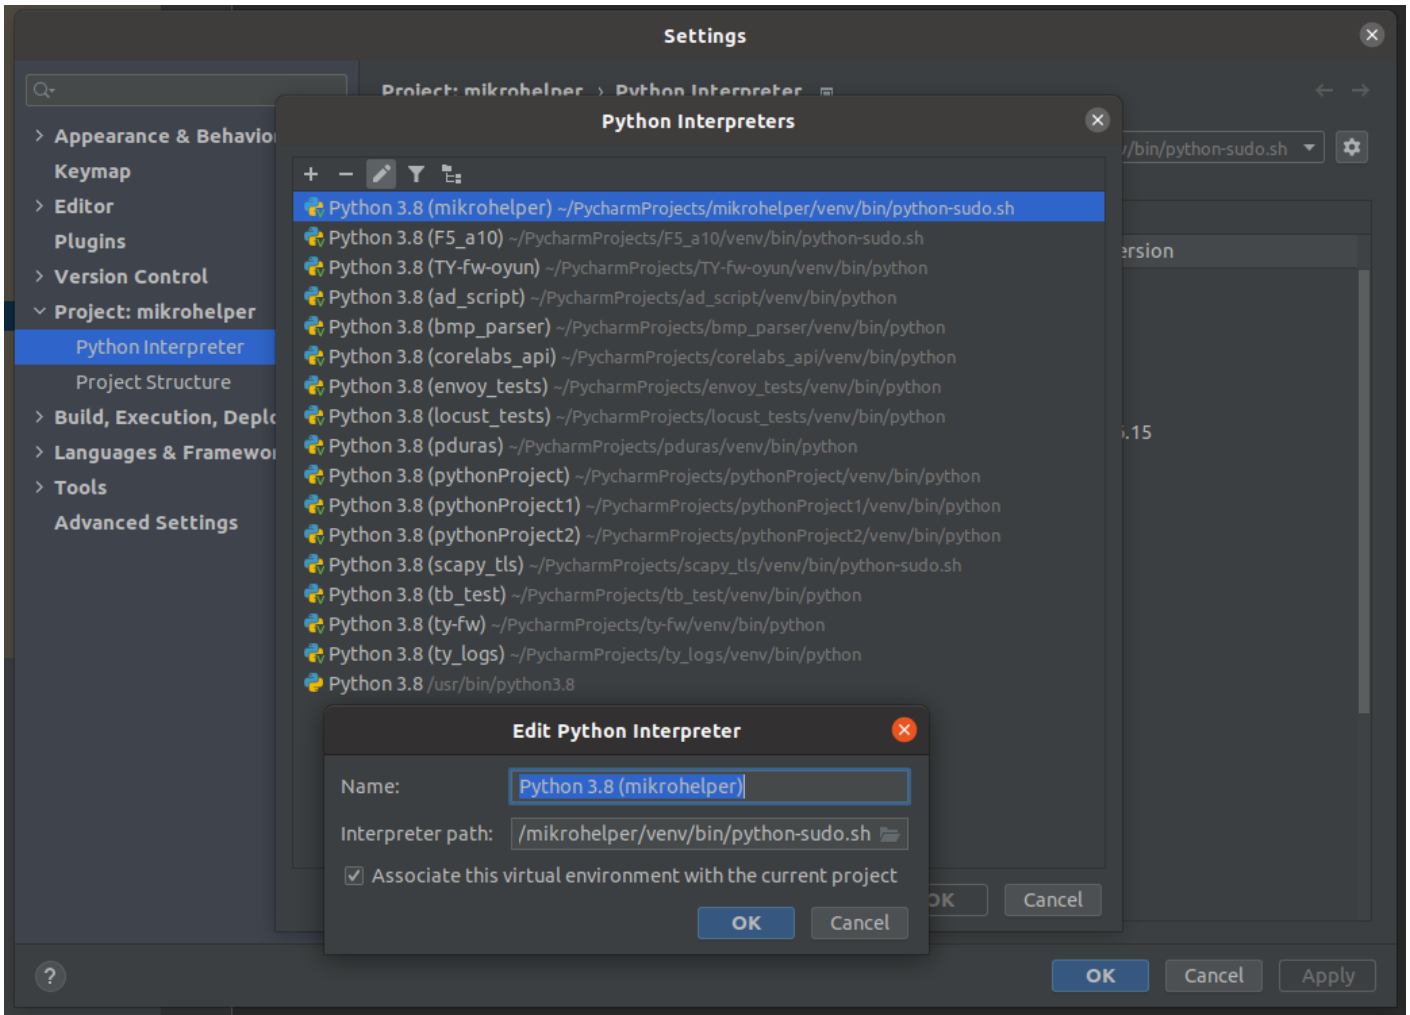 Settings
Project: mikrohelper › Python Interpreter
Python Interpreters
Appearance & Behavio
Keymap
Editor
Plugins
Version Control
Project: mikrohelper
Python Interpreter
Project Structure
Build, Execution, Depl
Languages & Framewo
Tools
Advanced Settings
/bin/python-sudo.sh
ersion
.15
Python 3.8 (mikrohelper) ~/PycharmProjects/mikrohelper/venv/bin/python-sudo.sh
Python 3.8 (F5_a10) ~/PycharmProjects/F5_a10/venv/bin/python-sudo.sh
Python 3.8 (TY-fw-oyun) ~/PycharmProjects/TY-fw-oyun/venv/bin/python
Python 3.8 (ad_script) ~/PycharmProjects/ad_script/venv/bin/python
Python 3.8 (bmp_parser) ~/PycharmProjects/bmp_parser/venv/bin/python
Python 3.8 (corelabs_api) ~/PycharmProjects/corelabs_api/venv/bin/python
Python 3.8 (envoy_tests) ~/PycharmProjects/envoy_tests/venv/bin/python
Python 3.8 (locust_tests) ~/PycharmProjects/locust_tests/venv/bin/python
Python 3.8 (pduras) ~/PycharmProjects/pduras/venv/bin/python
Python 3.8 (pythonProject) ~/PycharmProjects/pythonProject/venv/bin/python
Python 3.8 (pythonProject1) ~/PycharmProjects/pythonProject1/venv/bin/python
Python 3.8 (pythonProject2) ~/PycharmProjects/pythonProject2/venv/bin/python
Python 3.8 (scapy_tls) ~/PycharmProjects/scapy_tls/venv/bin/python-sudo.sh
Python 3.8 (tb_test) ~/PycharmProjects/tb_test/venv/bin/python
Python 3.8 (ty-fw) ~/PycharmProjects/ty-fw/venv/bin/python
Python 3.8 (ty_logs) ~/PycharmProjects/ty_logs/venv/bin/python
Python 3.8 /usr/bin/python3.8
Edit Python Interpreter
Name: Python 3.8 (mikrohelper)
Interpreter path: /mikrohelper/venv/bin/python-sudo.sh
Associate this virtual environment with the current project
OK Cancel
OK Cancel
? OK Cancel Apply